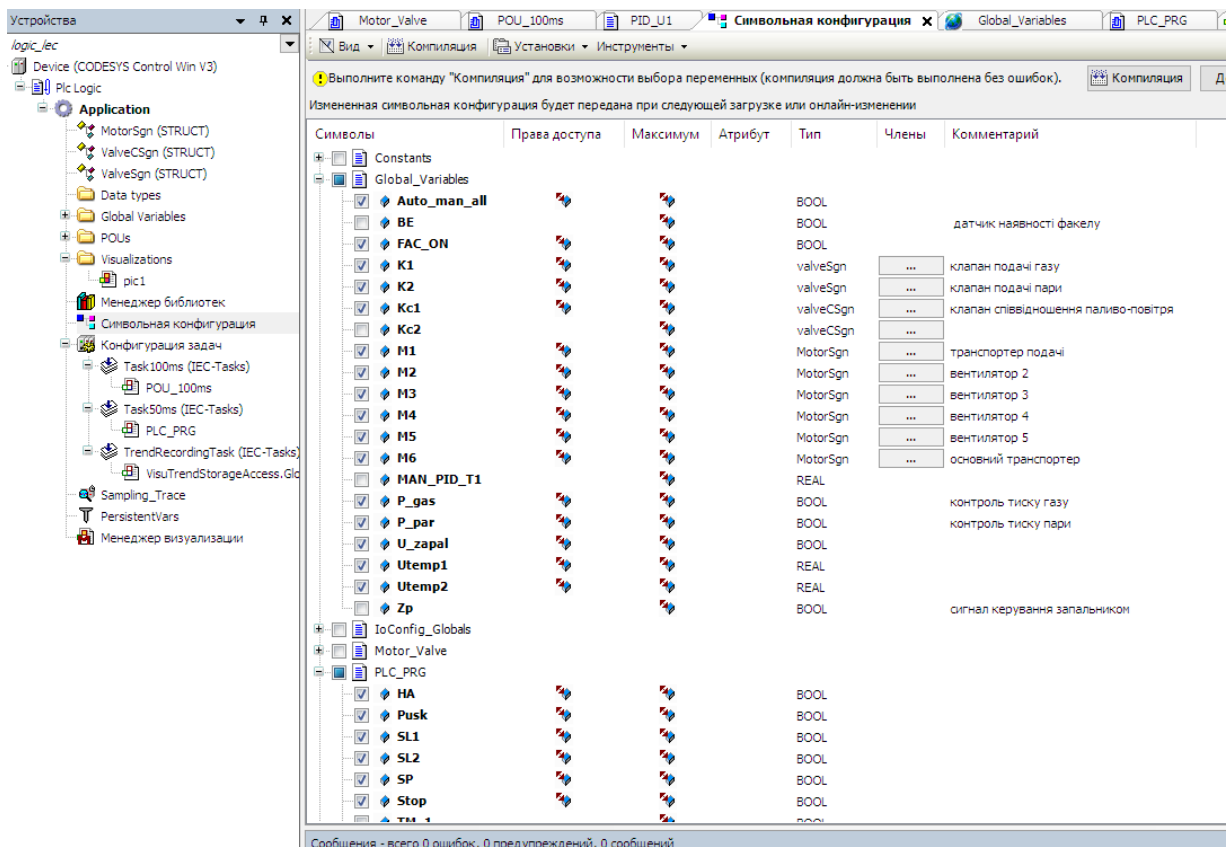 Устройства
logic_lec
Device (CODESYS Control Win V3)
Plc Logic
Application
MotorSgn (STRUCT)
ValveCSgn (STRUCT)
ValveSgn (STRUCT)
Data types
Global Variables
POUs
Visualizations
pic1
Менеджер библиотек
Символьная конфигурация
Конфигурация задач
Task100ms (IEC-Tasks)
POU_100ms
Task50ms (IEC-Tasks)
PLC_PRG
TrendRecordingTask (IEC-Tasks)
VisuTrendStorageAccess.Glo
Sampling_Trace
PersistentVars
Менеджер визуализации
Motor_Valve POU_100ms PID_U1 Символьная конфигурация Global_Variables PLC_PRG
Вид Компиляция Установки Инструменты
Выполните команду "Компиляция" для возможности выбора переменных (компиляция должна быть выполнена без ошибок). Компиляция
Измененная символьная конфигурация будет передана при следующей загрузке или онлайн-изменении
Символы Права доступа Максимум Атрибут Тип Члены Комментарий
Constants
Global_Variables
Auto_man_all BOOL
BE BOOL датчик наявності факелу
FAC_ON BOOL
K1 valveSgn ... клапан подачі газу
K2 valveSgn ... клапан подачі пари
Kc1 valveCSgn ... клапан співвідношення паливо-повітря
Kc2 valveCSgn ...
M1 MotorSgn ... транспортер подачі
M2 MotorSgn ... вентилятор 2
M3 MotorSgn ... вентилятор 3
M4 MotorSgn ... вентилятор 4
M5 MotorSgn ... вентилятор 5
M6 MotorSgn ... основний транспортер
MAN_PID_T1 REAL
P_gas BOOL контроль тиску газу
P_par BOOL контроль тиску пари
U_zapal BOOL
Utemp1 REAL
Utemp2 REAL
Zp BOOL сигнал керування запальником
IoConfig_Globals
Motor_Valve
PLC_PRG
HA BOOL
Pusk BOOL
SL1 BOOL
SL2 BOOL
SP BOOL
Stop BOOL
TM_1 BOOL
Сообщения - всего 0 ошибок, 0 предупреждений, 0 сообщений